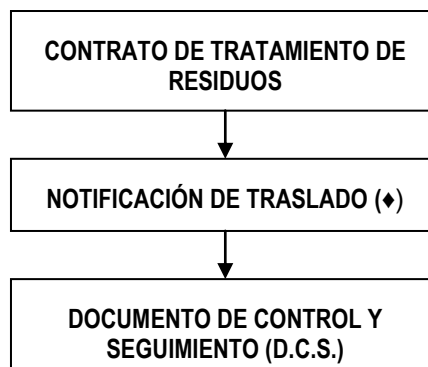 CONTRATO DE TRATAMIENTO DE
RESIDUOS
NOTIFICACIÓN DE TRASLADO (♦)
DOCUMENTO DE CONTROL Y
SEGUIMIENTO (D.C.S.)